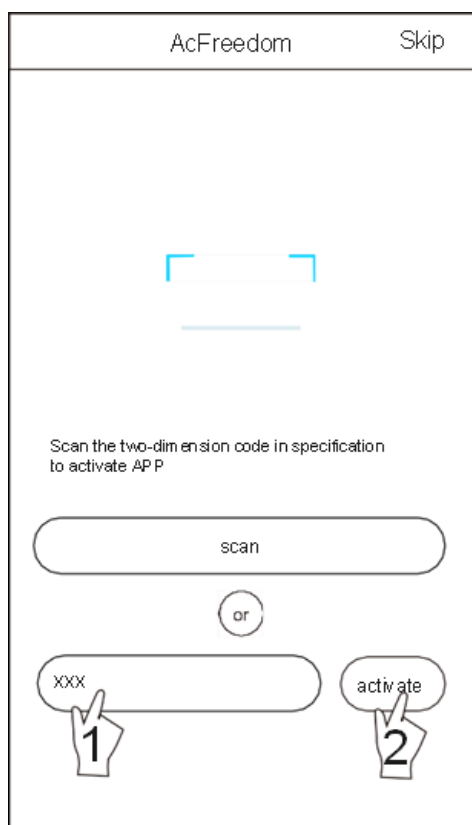 AcFreedom Skip
Scan the two-dimension code in specification
to activate APP
scan
or
xxx activate
1 2